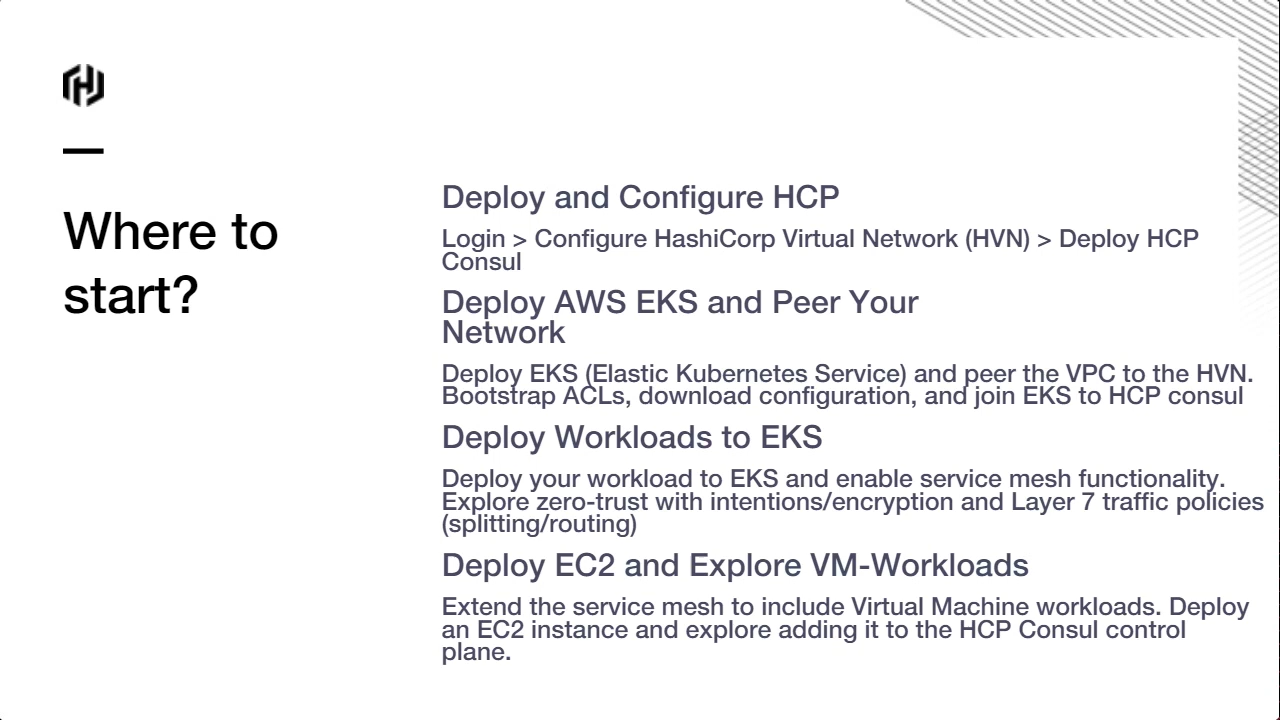 Where to
start?
Deploy and Configure HCP
Login > Configure HashiCorp Virtual Network (HVN) > Deploy HCP
Consul
Deploy AWS EKS and Peer Your
Network
Deploy EKS (Elastic Kubernetes Service) and peer the VPC to the HVN.
Bootstrap ACLs, download configuration, and join EKS to HCP consul
Deploy Workloads to EKS
Deploy your workload to EKS and enable service mesh functionality.
Explore zero-trust with intentions/encryption and Layer 7 traffic policies
(splitting/routing)
Deploy EC2 and Explore VM-Workloads
Extend the service mesh to include Virtual Machine workloads. Deploy
an EC2 instance and explore adding it to the HCP Consul control
plane.